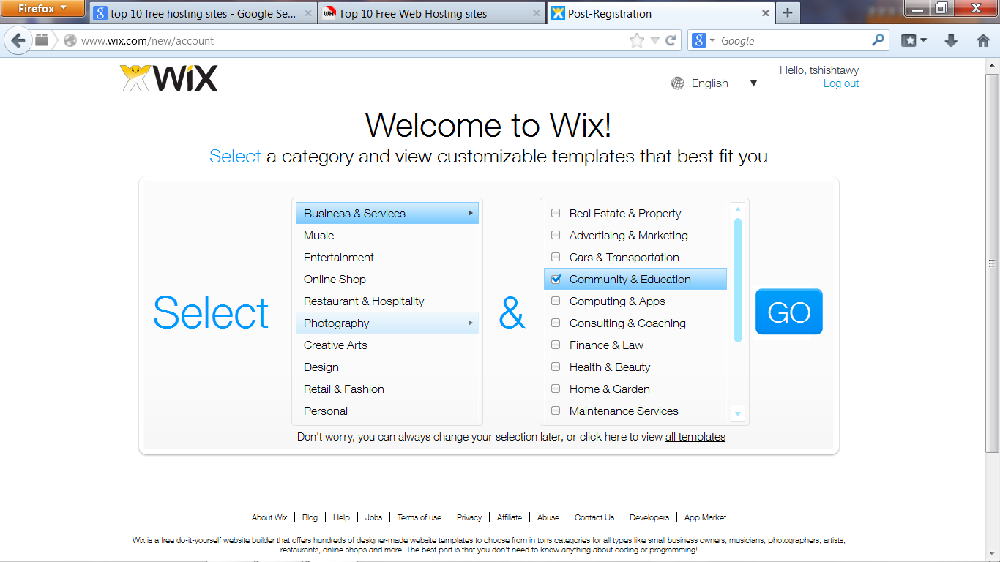 Firefox
top 10 free hosting sites - Google Se...
Top 10 Free Web Hosting sites
Post-Registration
www.wix.com/new/account
Google
WiX
English
Hello, tshishtawy
Log out
Welcome to Wix!
Select a category and view customizable templates that best fit you
Select
Business & Services
Music
Entertainment
Online Shop
Restaurant & Hospitality
Photography
Creative Arts
Design
Retail & Fashion
Personal
&
Real Estate & Property
Advertising & Marketing
Cars & Transportation
Community & Education
Computing & Apps
Consulting & Coaching
Finance & Law
Health & Beauty
Home & Garden
Maintenance Services
GO
Don't worry, you can always change your selection later, or click here to view all templates
About Wix | Blog | Help | Jobs | Terms of use | Privacy | Affiliate | Abuse | Contact Us | Developers | App Market
Wix is a free do-it-yourself website builder that offers hundreds of designer-made website templates to choose from in tons categories for all types like small business owners, musicians, photographers, artists,
restaurants, online shops and more. The best part is that you don't need to know anything about coding or programming!